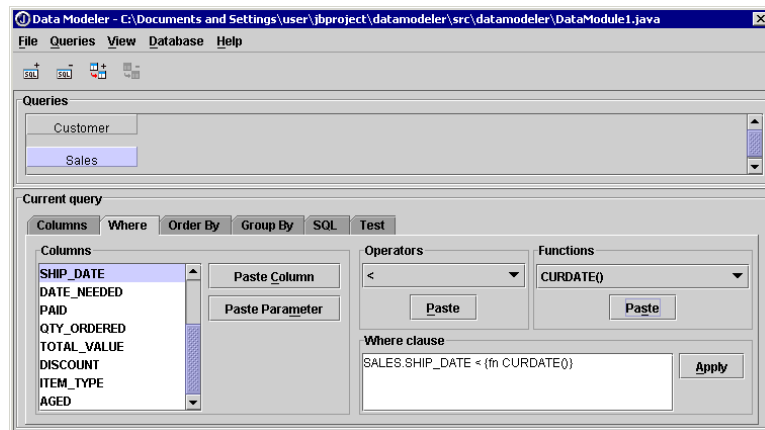 Data Modeler - C:\Documents and Settings\user\jbproject\datamodeler\src\datamodeler\DataModule1.java
File Queries View Database Help
SQL SQL
Queries
Customer
Sales
Current query
Columns Where Order By Group By SQL Test
Columns
SHIP_DATE
DATE_NEEDED
PAID
QTY_ORDERED
TOTAL_VALUE
DISCOUNT
ITEM_TYPE
AGED
Paste Column
Paste Parameter
Operators
<
Paste
Functions
CURDATE()
Paste
Where clause
SALES.SHIP_DATE < {fn CURDATE()}
Apply